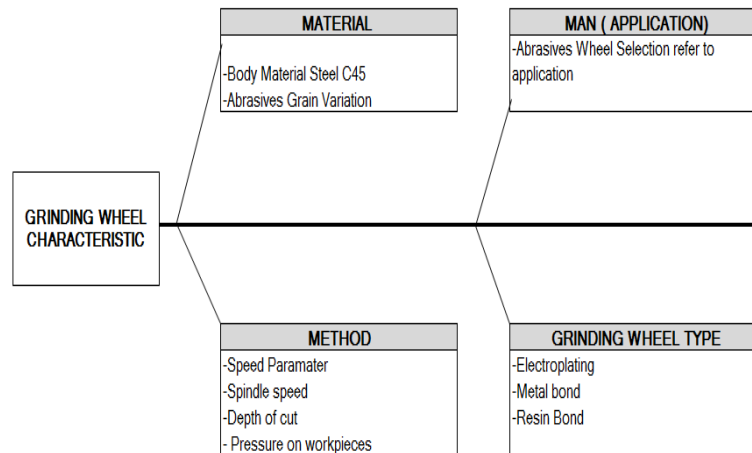 MATERIAL
-Body Material Steel C45
-Abrasives Grain Variation
MAN ( APPLICATION)
-Abrasives Wheel Selection refer to
application
GRINDING WHEEL
CHARACTERISTIC
METHOD
-Speed Paramater
-Spindle speed
-Depth of cut
- Pressure on workpieces
GRINDING WHEEL TYPE
-Electroplating
-Metal bond
-Resin Bond